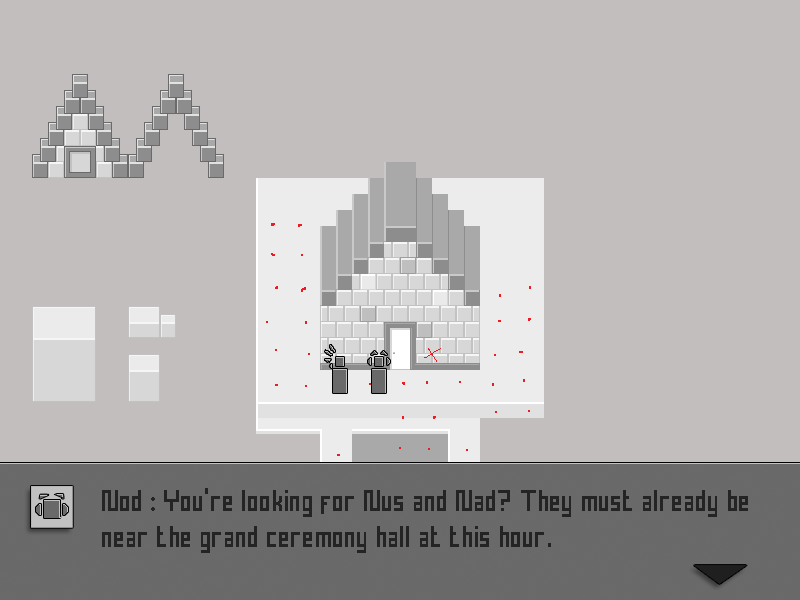 Nod : You're looking for Nus and Nad? They must already be
near the grand ceremony hall at this hour.